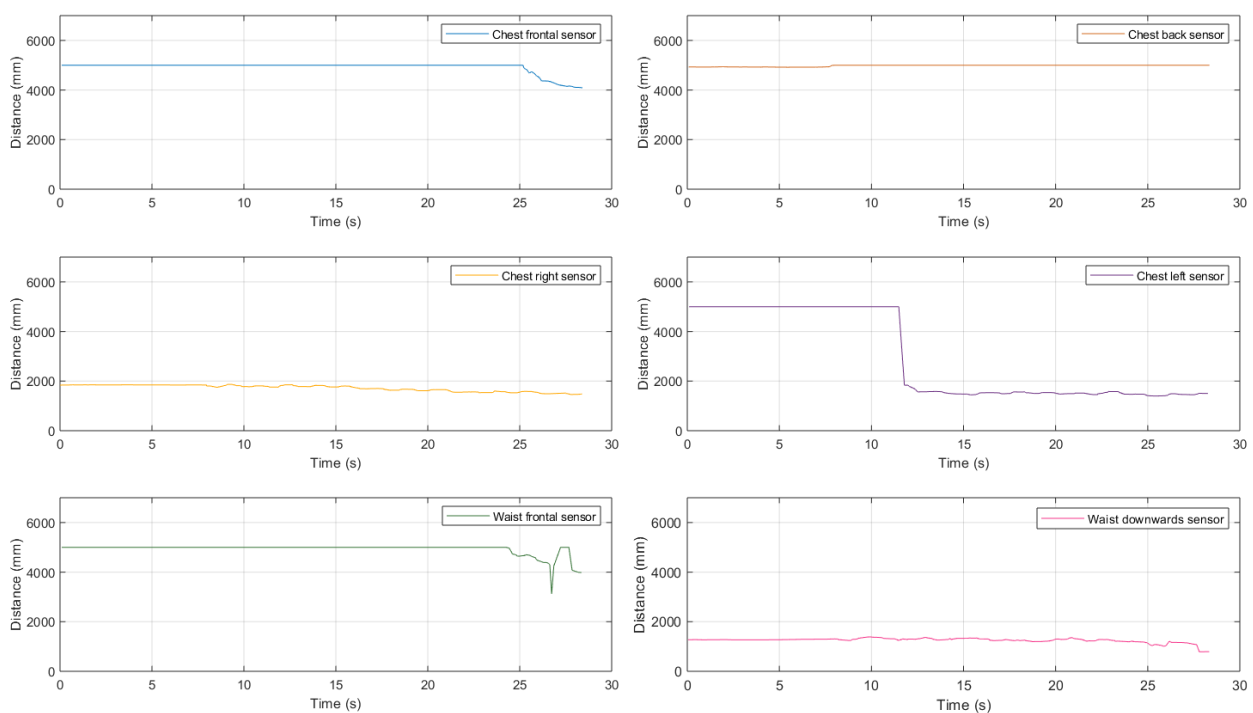 Chest frontal sensor
6000
4000
2000
0
Distance (mm)
0 5 10 15 20 25 30
Time (s)
Chest back sensor
6000
4000
2000
0
Distance (mm)
0 5 10 15 20 25 30
Time (s)
Chest right sensor
6000
4000
2000
0
Distance (mm)
0 5 10 15 20 25 30
Time (s)
Chest left sensor
6000
4000
2000
0
Distance (mm)
0 5 10 15 20 25 30
Time (s)
Waist frontal sensor
6000
4000
2000
0
Distance (mm)
0 5 10 15 20 25 30
Time (s)
Waist downwards sensor
6000
4000
2000
0
Distance (mm)
0 5 10 15 20 25 30
Time (s)